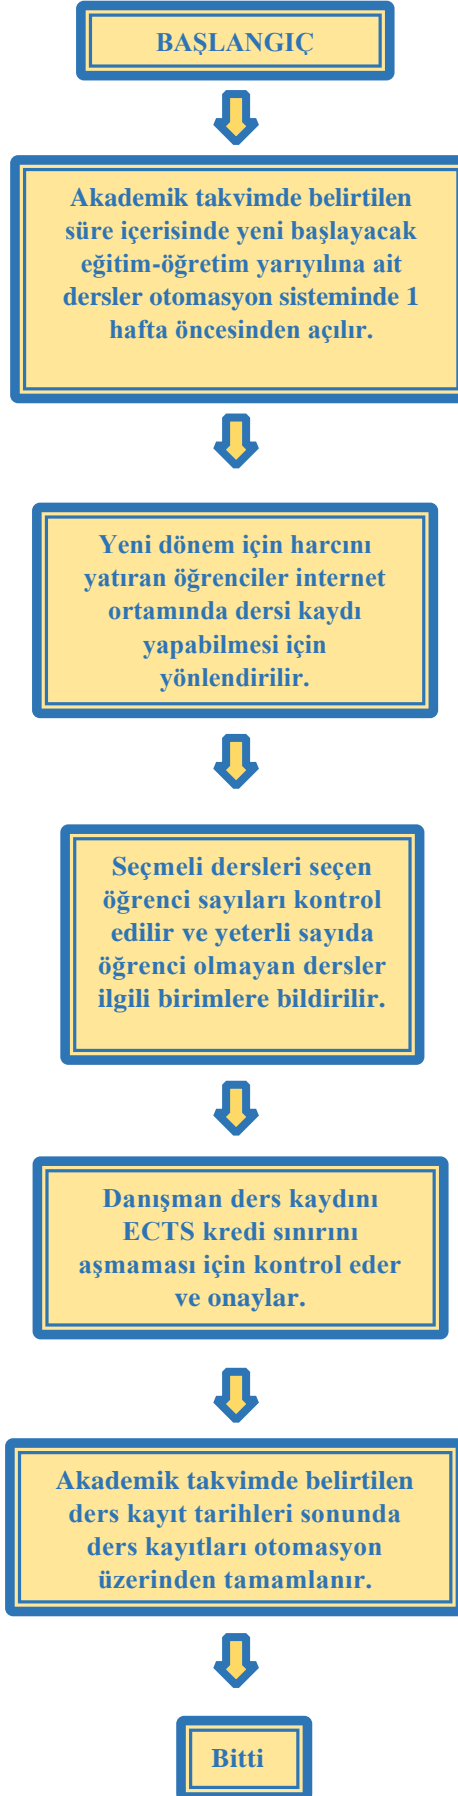 BAŞLANGIÇ
Akademik takvimde belirtilen
süre içerisinde yeni başlayacak
eğitim-öğretim yarıyılına ait
dersler otomasyon sisteminde 1
hafta öncesinden açılır.
Yeni dönem için harcını
yatıran öğrenciler internet
ortamında dersi kaydı
yapabilmesi için
yönlendirilir.
Seçmeli dersleri seçen
öğrenci sayıları kontrol
edilir ve yeterli sayıda
öğrenci olmayan dersler
ilgili birimlere bildirilir.
Danışman ders kaydını
ECTS kredi sınırını
aşmaması için kontrol eder
ve onaylar.
Akademik takvimde belirtilen
ders kayıt tarihleri sonunda
ders kayıtları otomasyon
üzerinden tamamlanır.
Bitti